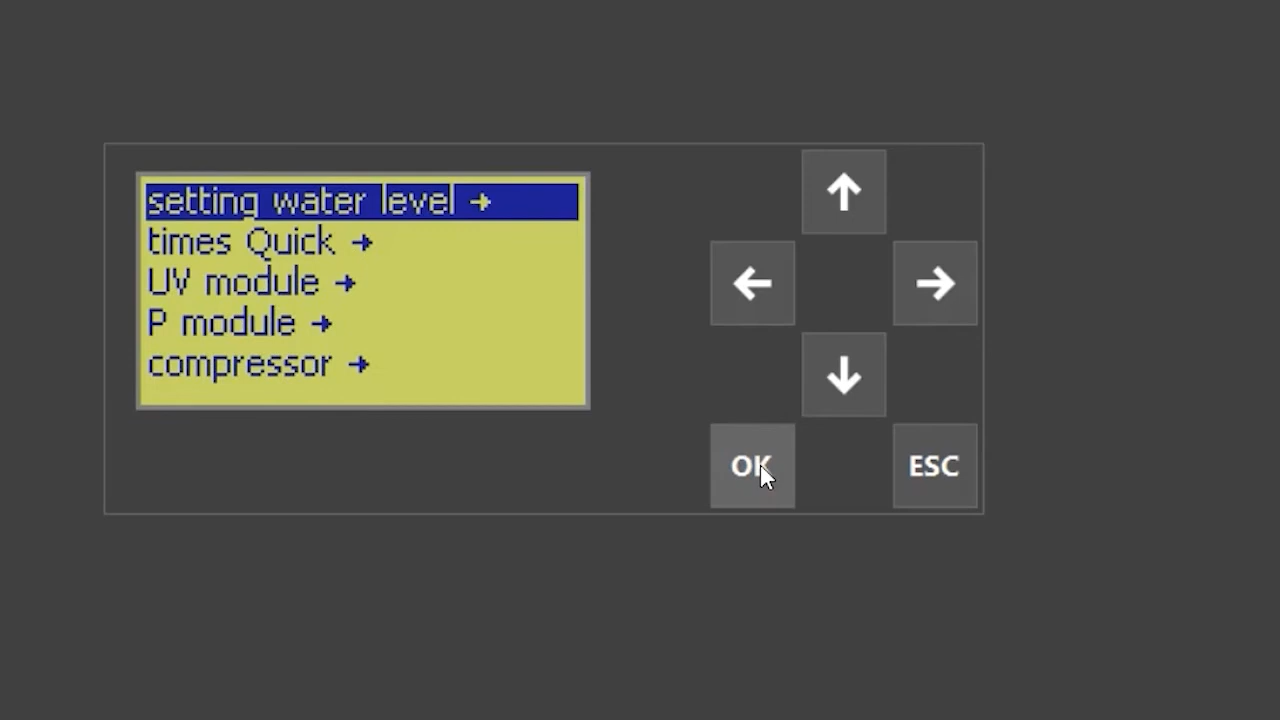 setting water level →
times Quick →
UV module →
P module →
compressor →
OK
ESC